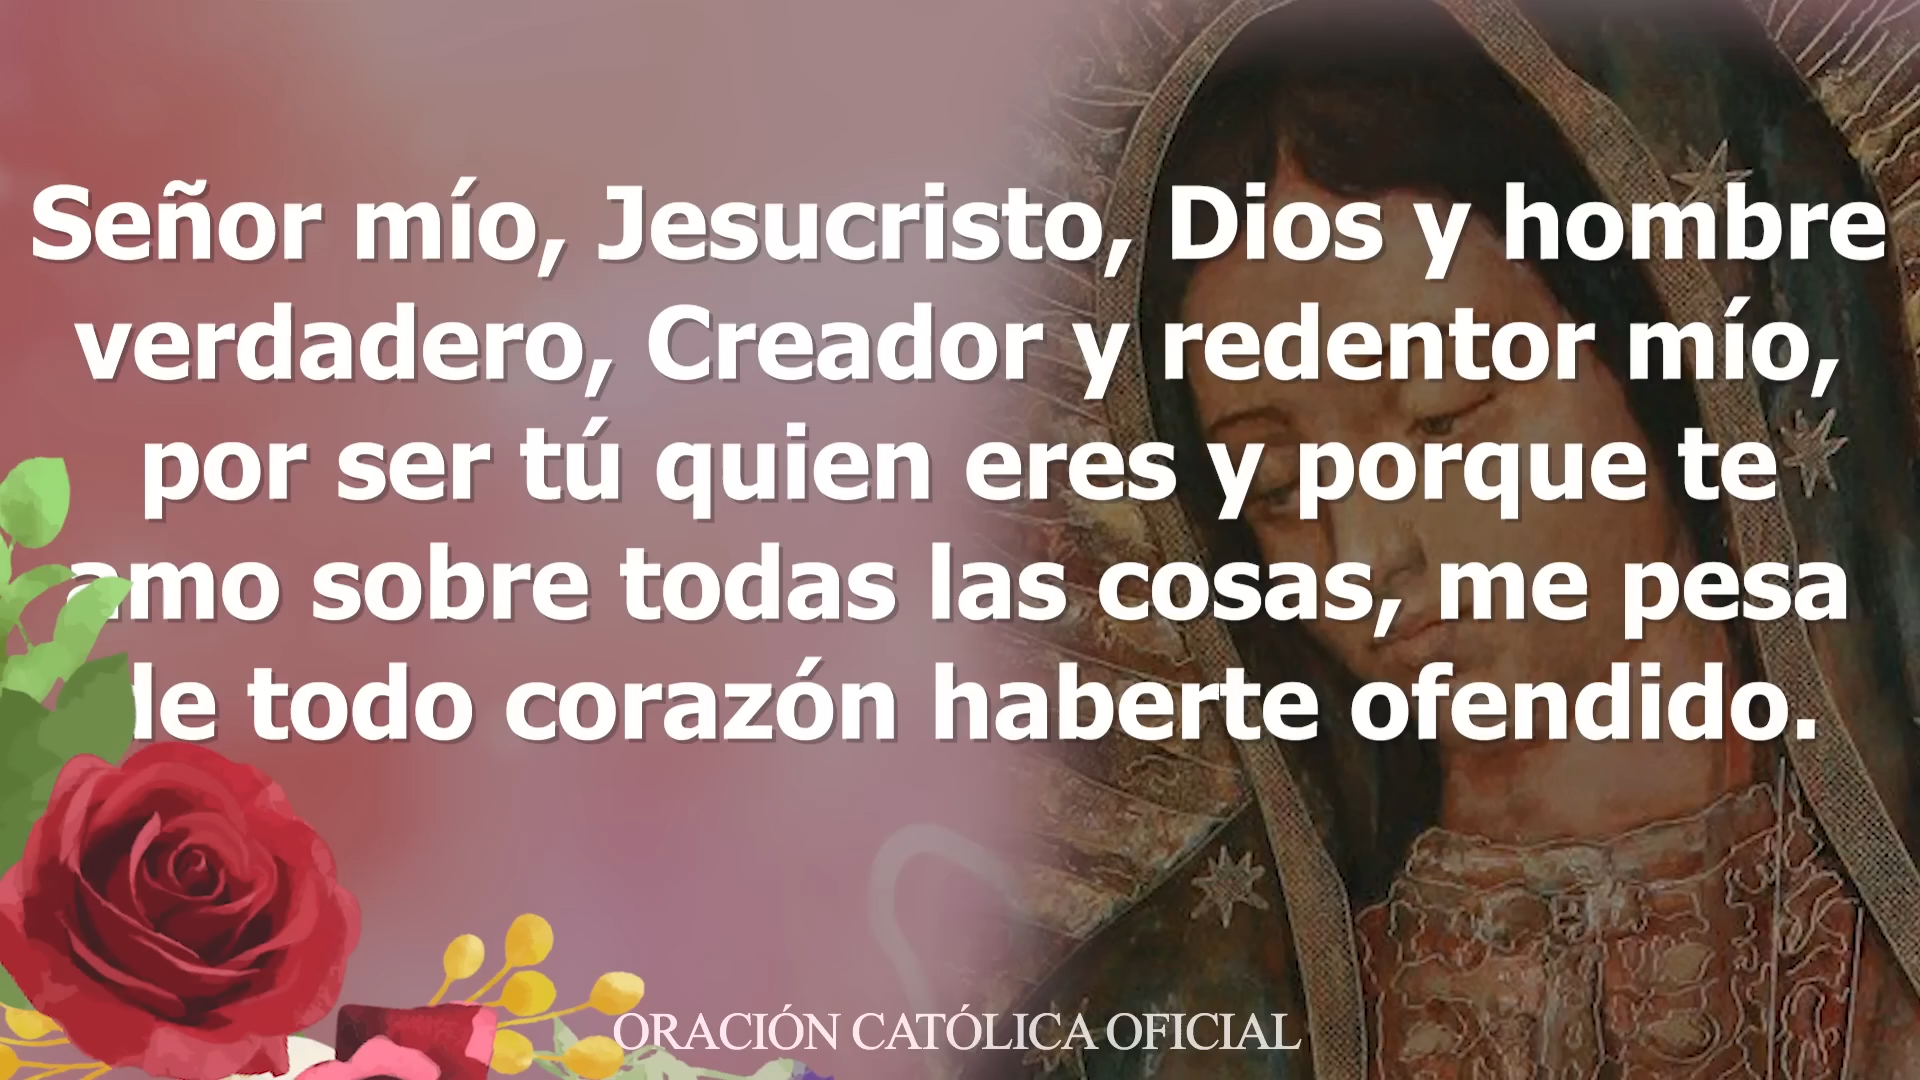 Señor mío, Jesucristo, Dios y hombre
verdadero, Creador y redentor mío,
por ser tú quien eres y porque te
amo sobre todas las cosas, me pesa
de todo corazón haberte ofendido.
ORACIÓN CATÓLICA OFICIAL